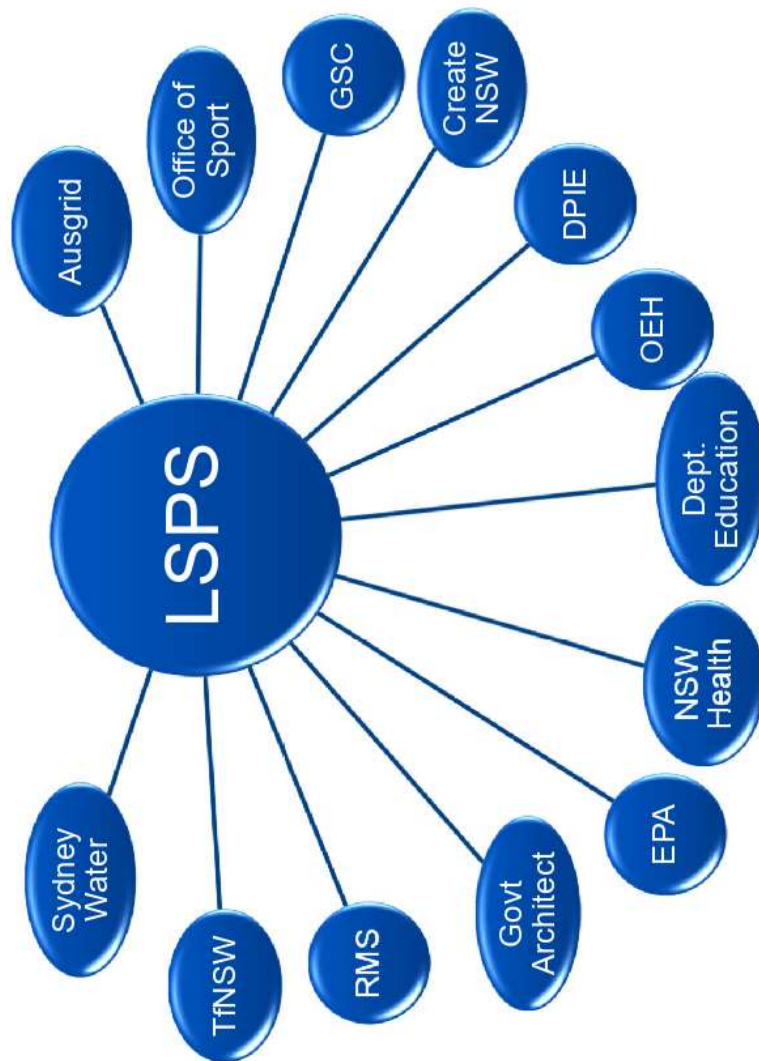 LSPS
Sydney
Water
TfNSW
RMS
Govt
Architect
EPA
NSW
Health
Dept.
Education
OEH
DPIE
Create
NSW
GSC
Office of
Sport
Ausgrid